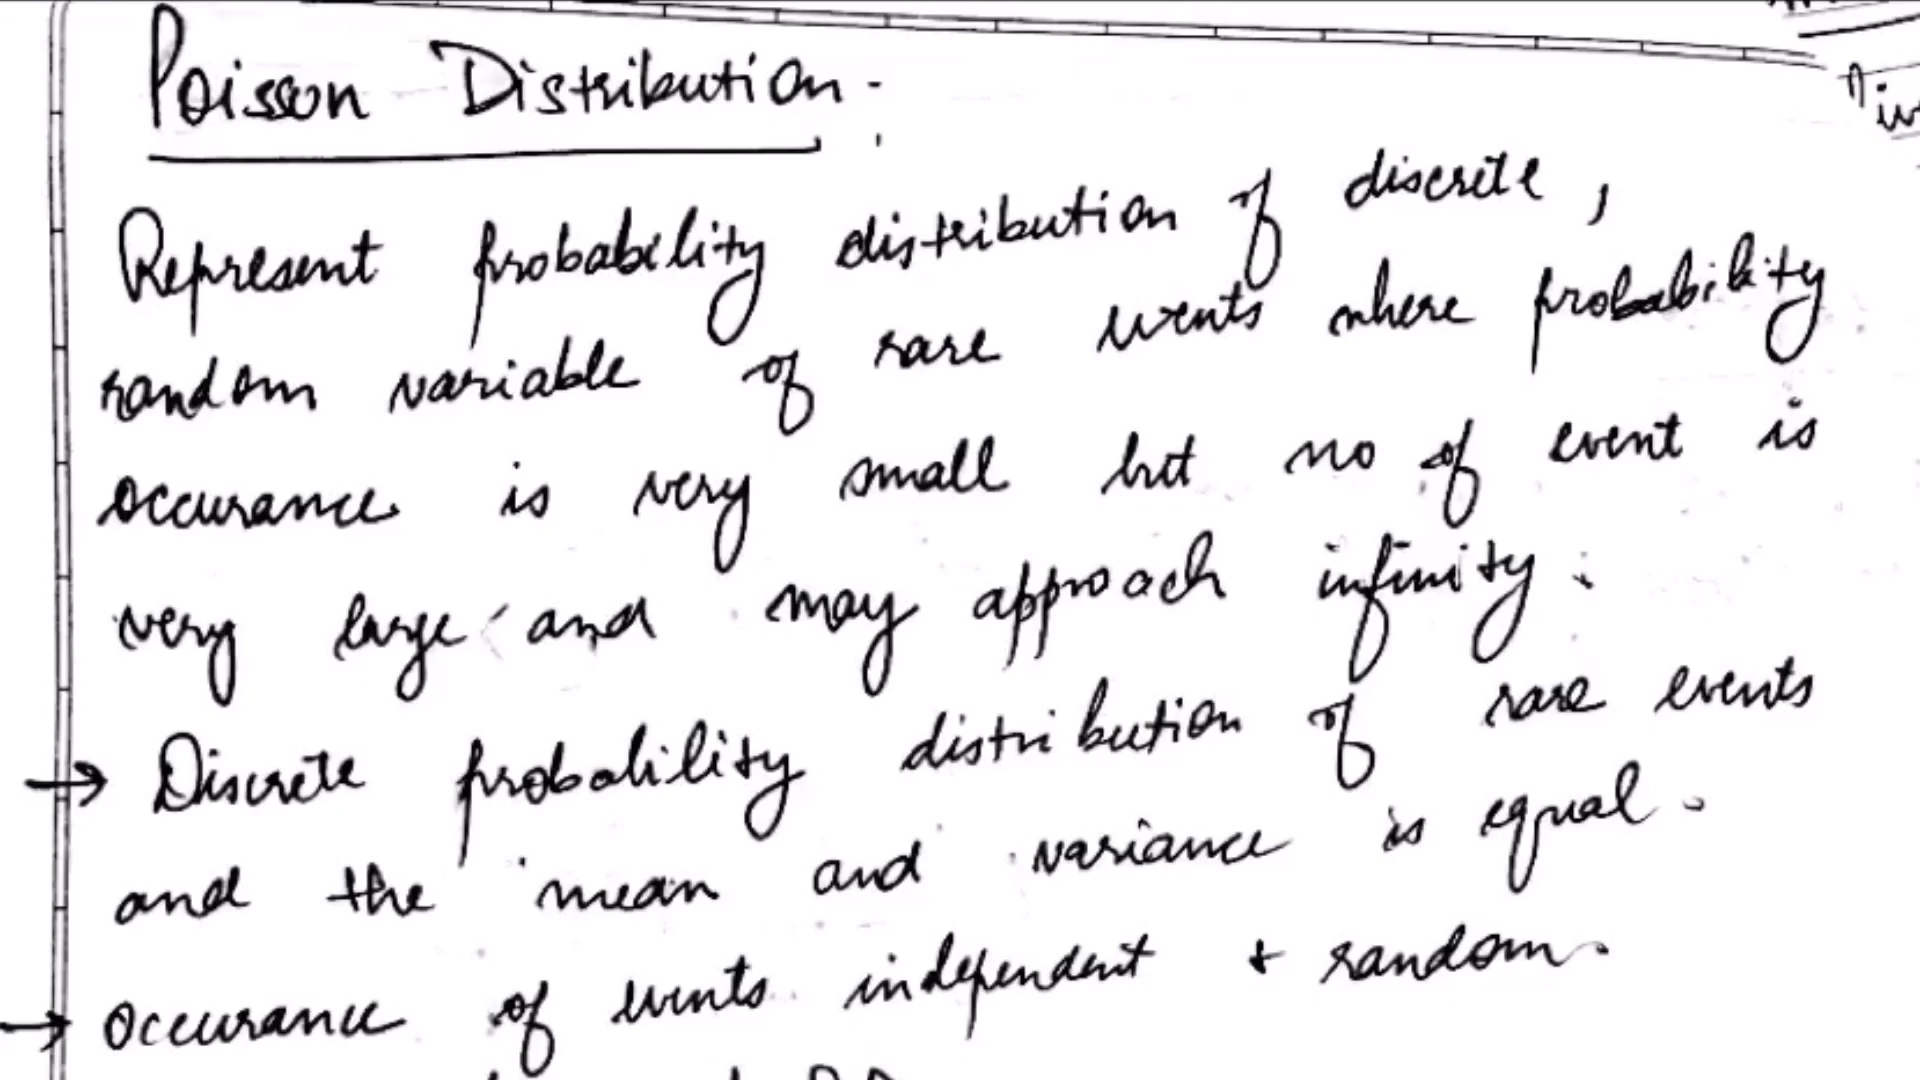 Poisson Distribution.
Represent probability distribution of discrete,
random variable of rare events where probability
occurance is very small but no of event is
very large and may approach infinity.
→ Discrete probability distribution of rare events
and the mean and variance is equal.
→ occurance of events independent + random.